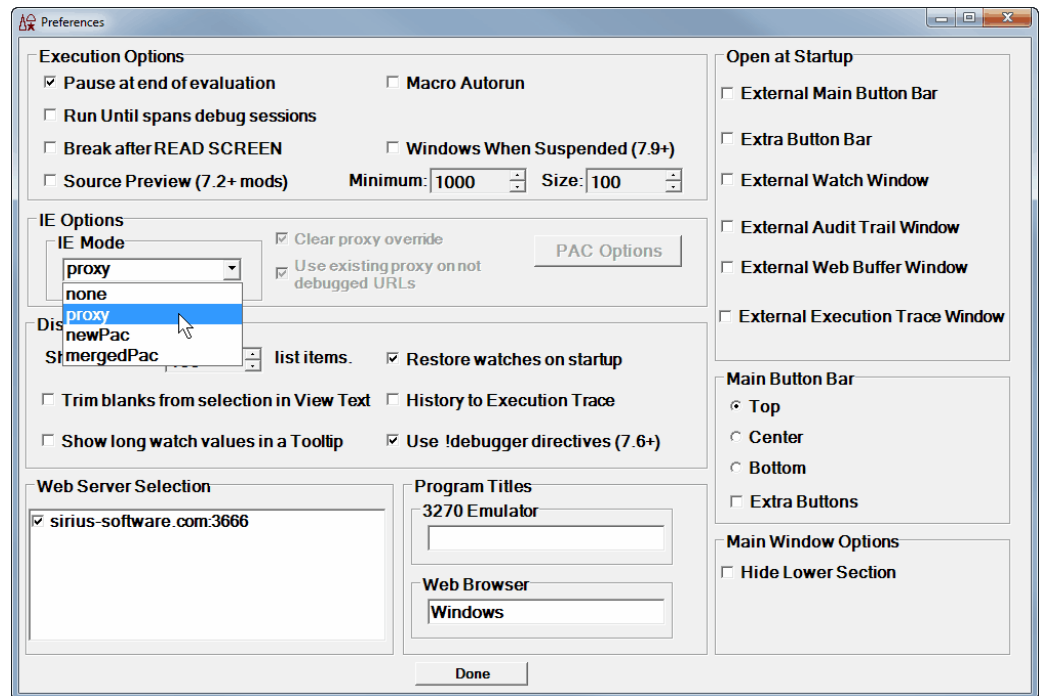 Preferences
Execution Options
Pause at end of evaluation
Macro Autorun
Run Until spans debug sessions
Break after READ SCREEN
Windows When Suspended (7.9+)
Source Preview (7.2+ mods)
Minimum: 1000
Size: 100
IE Options
IE Mode
proxy
none
proxy
newPac
mergedPac
Clear proxy override
Use existing proxy on not
debugged URLs
PAC Options
list items.
Restore watches on startup
Trim blanks from selection in View Text
History to Execution Trace
Show long watch values in a Tooltip
Use !debugger directives (7.6+)
Web Server Selection
sirius-software.com:3666
Program Titles
3270 Emulator
Web Browser
Windows
Open at Startup
External Main Button Bar
Extra Button Bar
External Watch Window
External Audit Trail Window
External Web Buffer Window
External Execution Trace Window
Main Button Bar
Top
Center
Bottom
Extra Buttons
Main Window Options
Hide Lower Section
Done